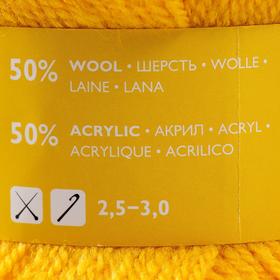 50% WOOL • ШЕРСТЬ • WOLLE •
LAINE • LANA
50% ACRYLIC • АКРИЛ • ACRYL •
ACRYLIQUE • ACRILICO
2,5–3,0